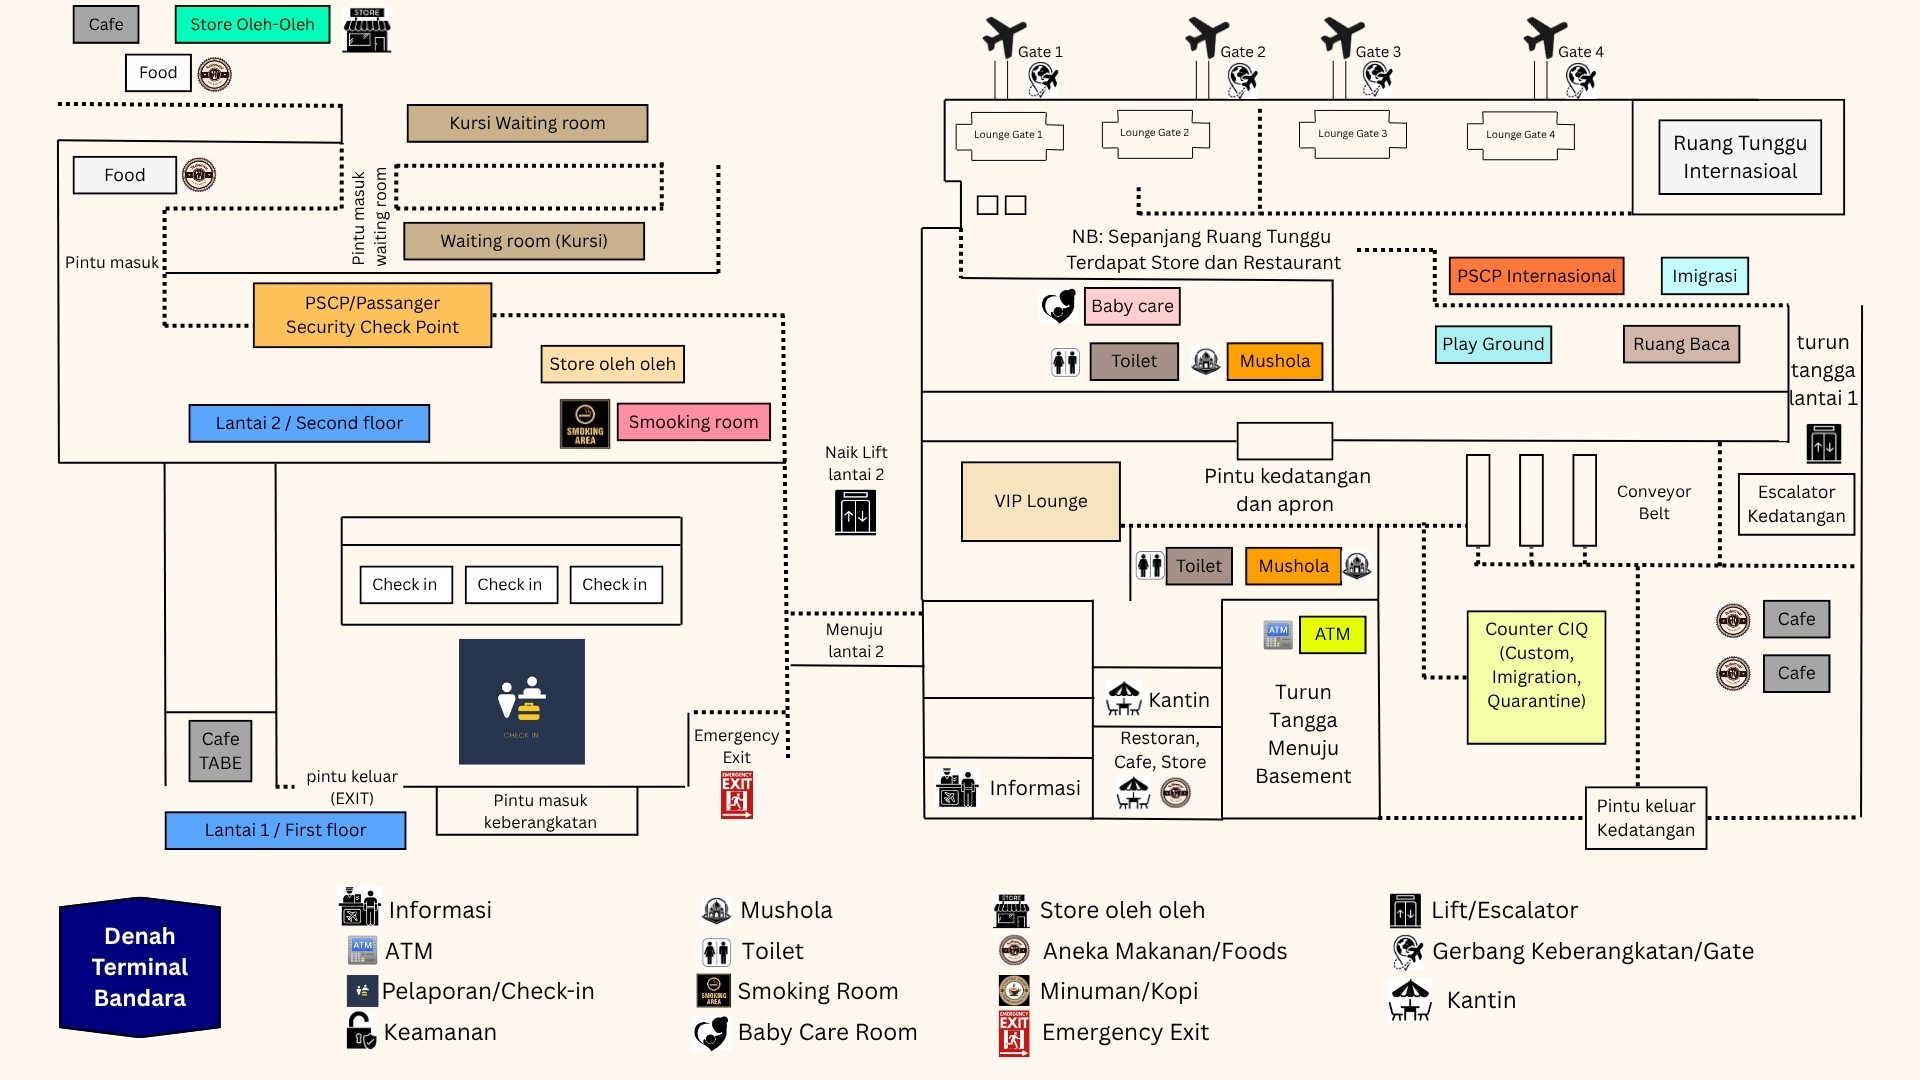 Cafe
Store Oleh-Oleh
STORE
Food
Kursi Waiting room
Food
Pintu masuk
waiting room
Waiting room (Kursi)
Pintu masuk
PSCP/Passanger
Security Check Point
Store oleh oleh
Lantai 2 / Second floor
SMOKING
AREA
Smooking room
Naik Lift
lantai 2
Check in
Check in
Check in
CHECK IN
Menuju
lantai 2
Cafe
TABE
pintu keluar
(EXIT)
Pintu masuk
keberangkatan
Emergency
Exit
EMERGENCY
EXIT
Lantai 1 / First floor
Gate 1
Gate 2
Gate 3
Gate 4
Lounge Gate 1
Lounge Gate 2
Lounge Gate 3
Lounge Gate 4
Ruang Tunggu
Internasioal
NB: Sepanjang Ruang Tunggu
Terdapat Store dan Restaurant
PSCP Internasional
Imigrasi
Baby care
Toilet
Mushola
Play Ground
Ruang Baca
turun
tangga
lantai 1
VIP Lounge
Pintu kedatangan
dan apron
Conveyor
Belt
Escalator
Kedatangan
Toilet
Mushola
ATM
ATM
Counter CIQ
(Custom,
Imigration,
Quarantine)
Cafe
Cafe
Kantin
Turun
Tangga
Menuju
Basement
Restoran,
Cafe, Store
Informasi
Pintu keluar
Kedatangan
Denah
Terminal
Bandara
Informasi
ATM
ATM
Pelaporan/Check-in
Keamanan
Mushola
Toilet
SMOKING
AREA
Smoking Room
Baby Care Room
STORE
Store oleh oleh
Aneka Makanan/Foods
Minuman/Kopi
EMERGENCY
EXIT
Emergency Exit
Lift/Escalator
Gerbang Keberangkatan/Gate
Kantin